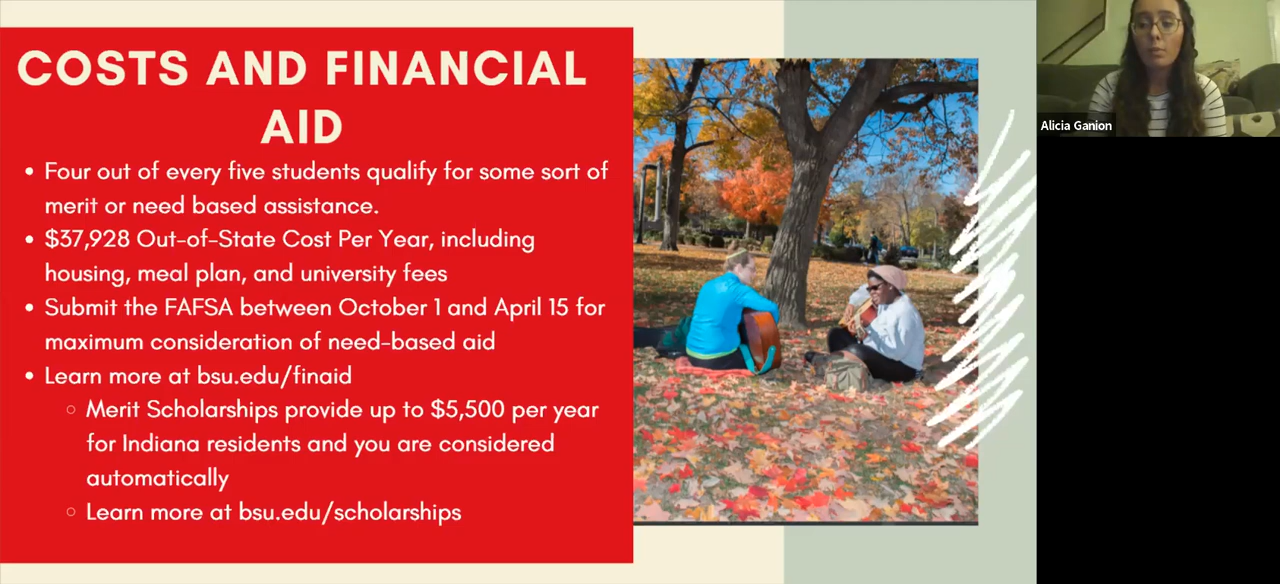 COSTS AND FINANCIAL
AID
• Four out of every five students qualify for some sort of
merit or need based assistance.
• $37,928 Out-of-State Cost Per Year, including
housing, meal plan, and university fees
• Submit the FAFSA between October 1 and April 15 for
maximum consideration of need-based aid
• Learn more at bsu.edu/finaid
◦ Merit Scholarships provide up to $5,500 per year
for Indiana residents and you are considered
automatically
◦ Learn more at bsu.edu/scholarships
Alicia Ganion